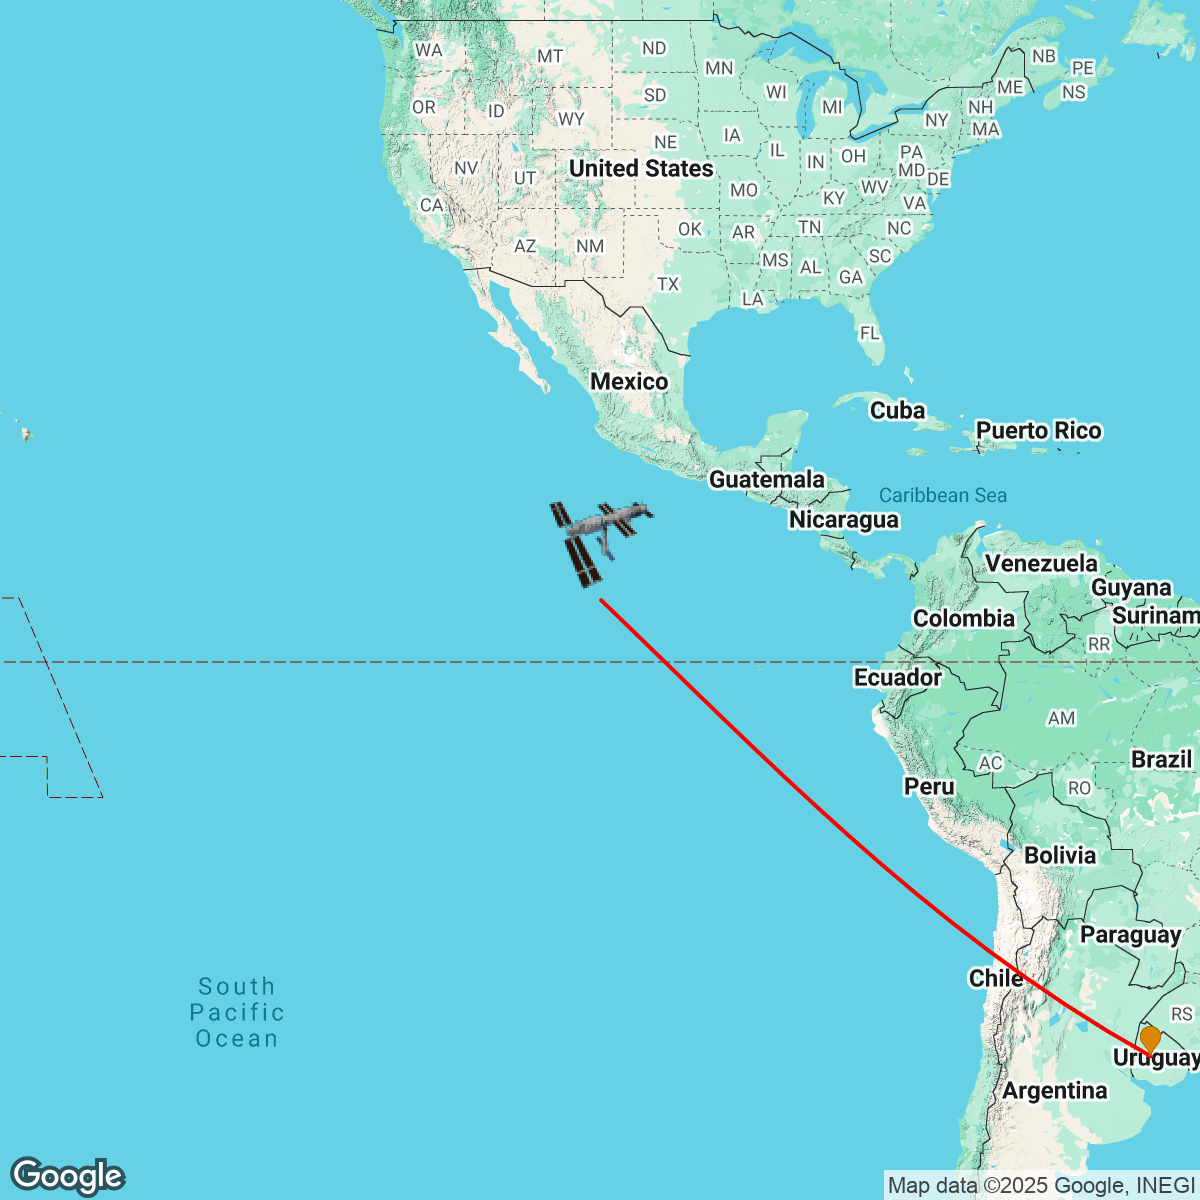 WA
MT
ND
MN
NB
PE
ME
NS
OR
ID
WY
SD
WI
MI
NH
NY
MA
NV
UT
NE
IA
IL
IN
OH
PA
MD
DE
United States
CA
MO
KY
WV
VA
AZ
NM
OK
AR
TN
NC
MS
AL
GA
SC
TX
LA
FL
Mexico
Cuba
Puerto Rico
Guatemala
Caribbean Sea
Nicaragua
Venezuela
Guyana
Colombia
Surinam
RR
Ecuador
AM
AC
Brazil
Peru
RO
Bolivia
Paraguay
Chile
South
Pacific
Ocean
RS
Uruguay
Argentina
Google
Map data ©2025 Google, INEGI